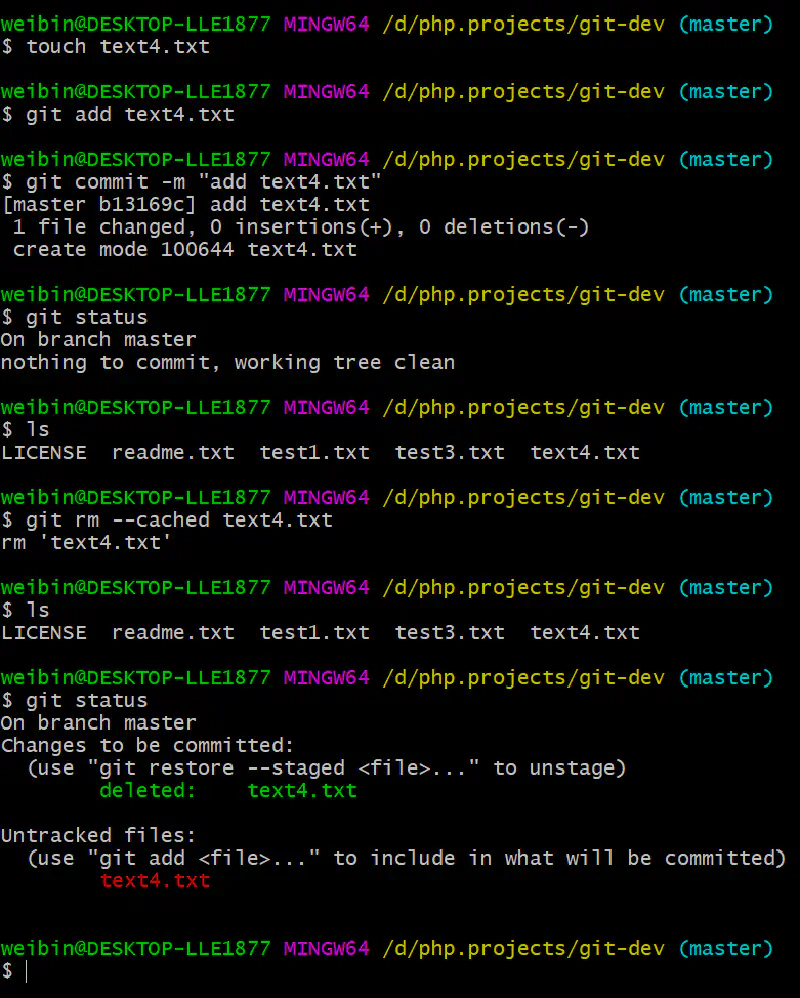 weibin@DESKTOP-LLE1877 MINGW64 /d/php.projects/git-dev (master)
$ touch text4.txt
weibin@DESKTOP-LLE1877 MINGW64 /d/php.projects/git-dev (master)
$ git add text4.txt
weibin@DESKTOP-LLE1877 MINGW64 /d/php.projects/git-dev (master)
$ git commit -m "add text4.txt"
[master b13169c] add text4.txt
 1 file changed, 0 insertions(+), 0 deletions(-)
 create mode 100644 text4.txt
weibin@DESKTOP-LLE1877 MINGW64 /d/php.projects/git-dev (master)
$ git status
On branch master
nothing to commit, working tree clean
weibin@DESKTOP-LLE1877 MINGW64 /d/php.projects/git-dev (master)
$ ls
LICENSE  readme.txt  test1.txt  test3.txt  text4.txt
weibin@DESKTOP-LLE1877 MINGW64 /d/php.projects/git-dev (master)
$ git rm --cached text4.txt
rm 'text4.txt'
weibin@DESKTOP-LLE1877 MINGW64 /d/php.projects/git-dev (master)
$ ls
LICENSE  readme.txt  test1.txt  test3.txt  text4.txt
weibin@DESKTOP-LLE1877 MINGW64 /d/php.projects/git-dev (master)
$ git status
On branch master
Changes to be committed:
  (use "git restore --staged <file>..." to unstage)
        deleted:    text4.txt
Untracked files:
  (use "git add <file>..." to include in what will be committed)
        text4.txt
weibin@DESKTOP-LLE1877 MINGW64 /d/php.projects/git-dev (master)
$